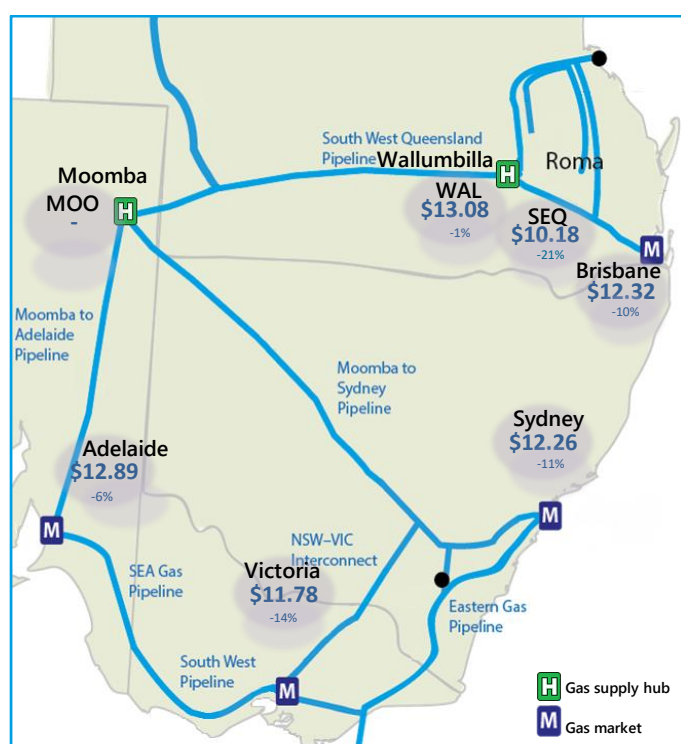 South West Queensland
Pipeline
Wallumbilla
Roma
Moomba
MOO
-
WAL
$13.08
-1%
SEQ
$10.18
-21%
Brisbane
$12.32
-10%
Moomba to
Adelaide
Pipeline
Moomba to
Sydney
Pipeline
Sydney
$12.26
-11%
Adelaide
$12.89
-6%
NSW–VIC
Interconnect
SEA Gas
Pipeline
Victoria
$11.78
-14%
Eastern Gas
Pipeline
South West
Pipeline
H
H
M
M
M
M
H Gas supply hub
M Gas market